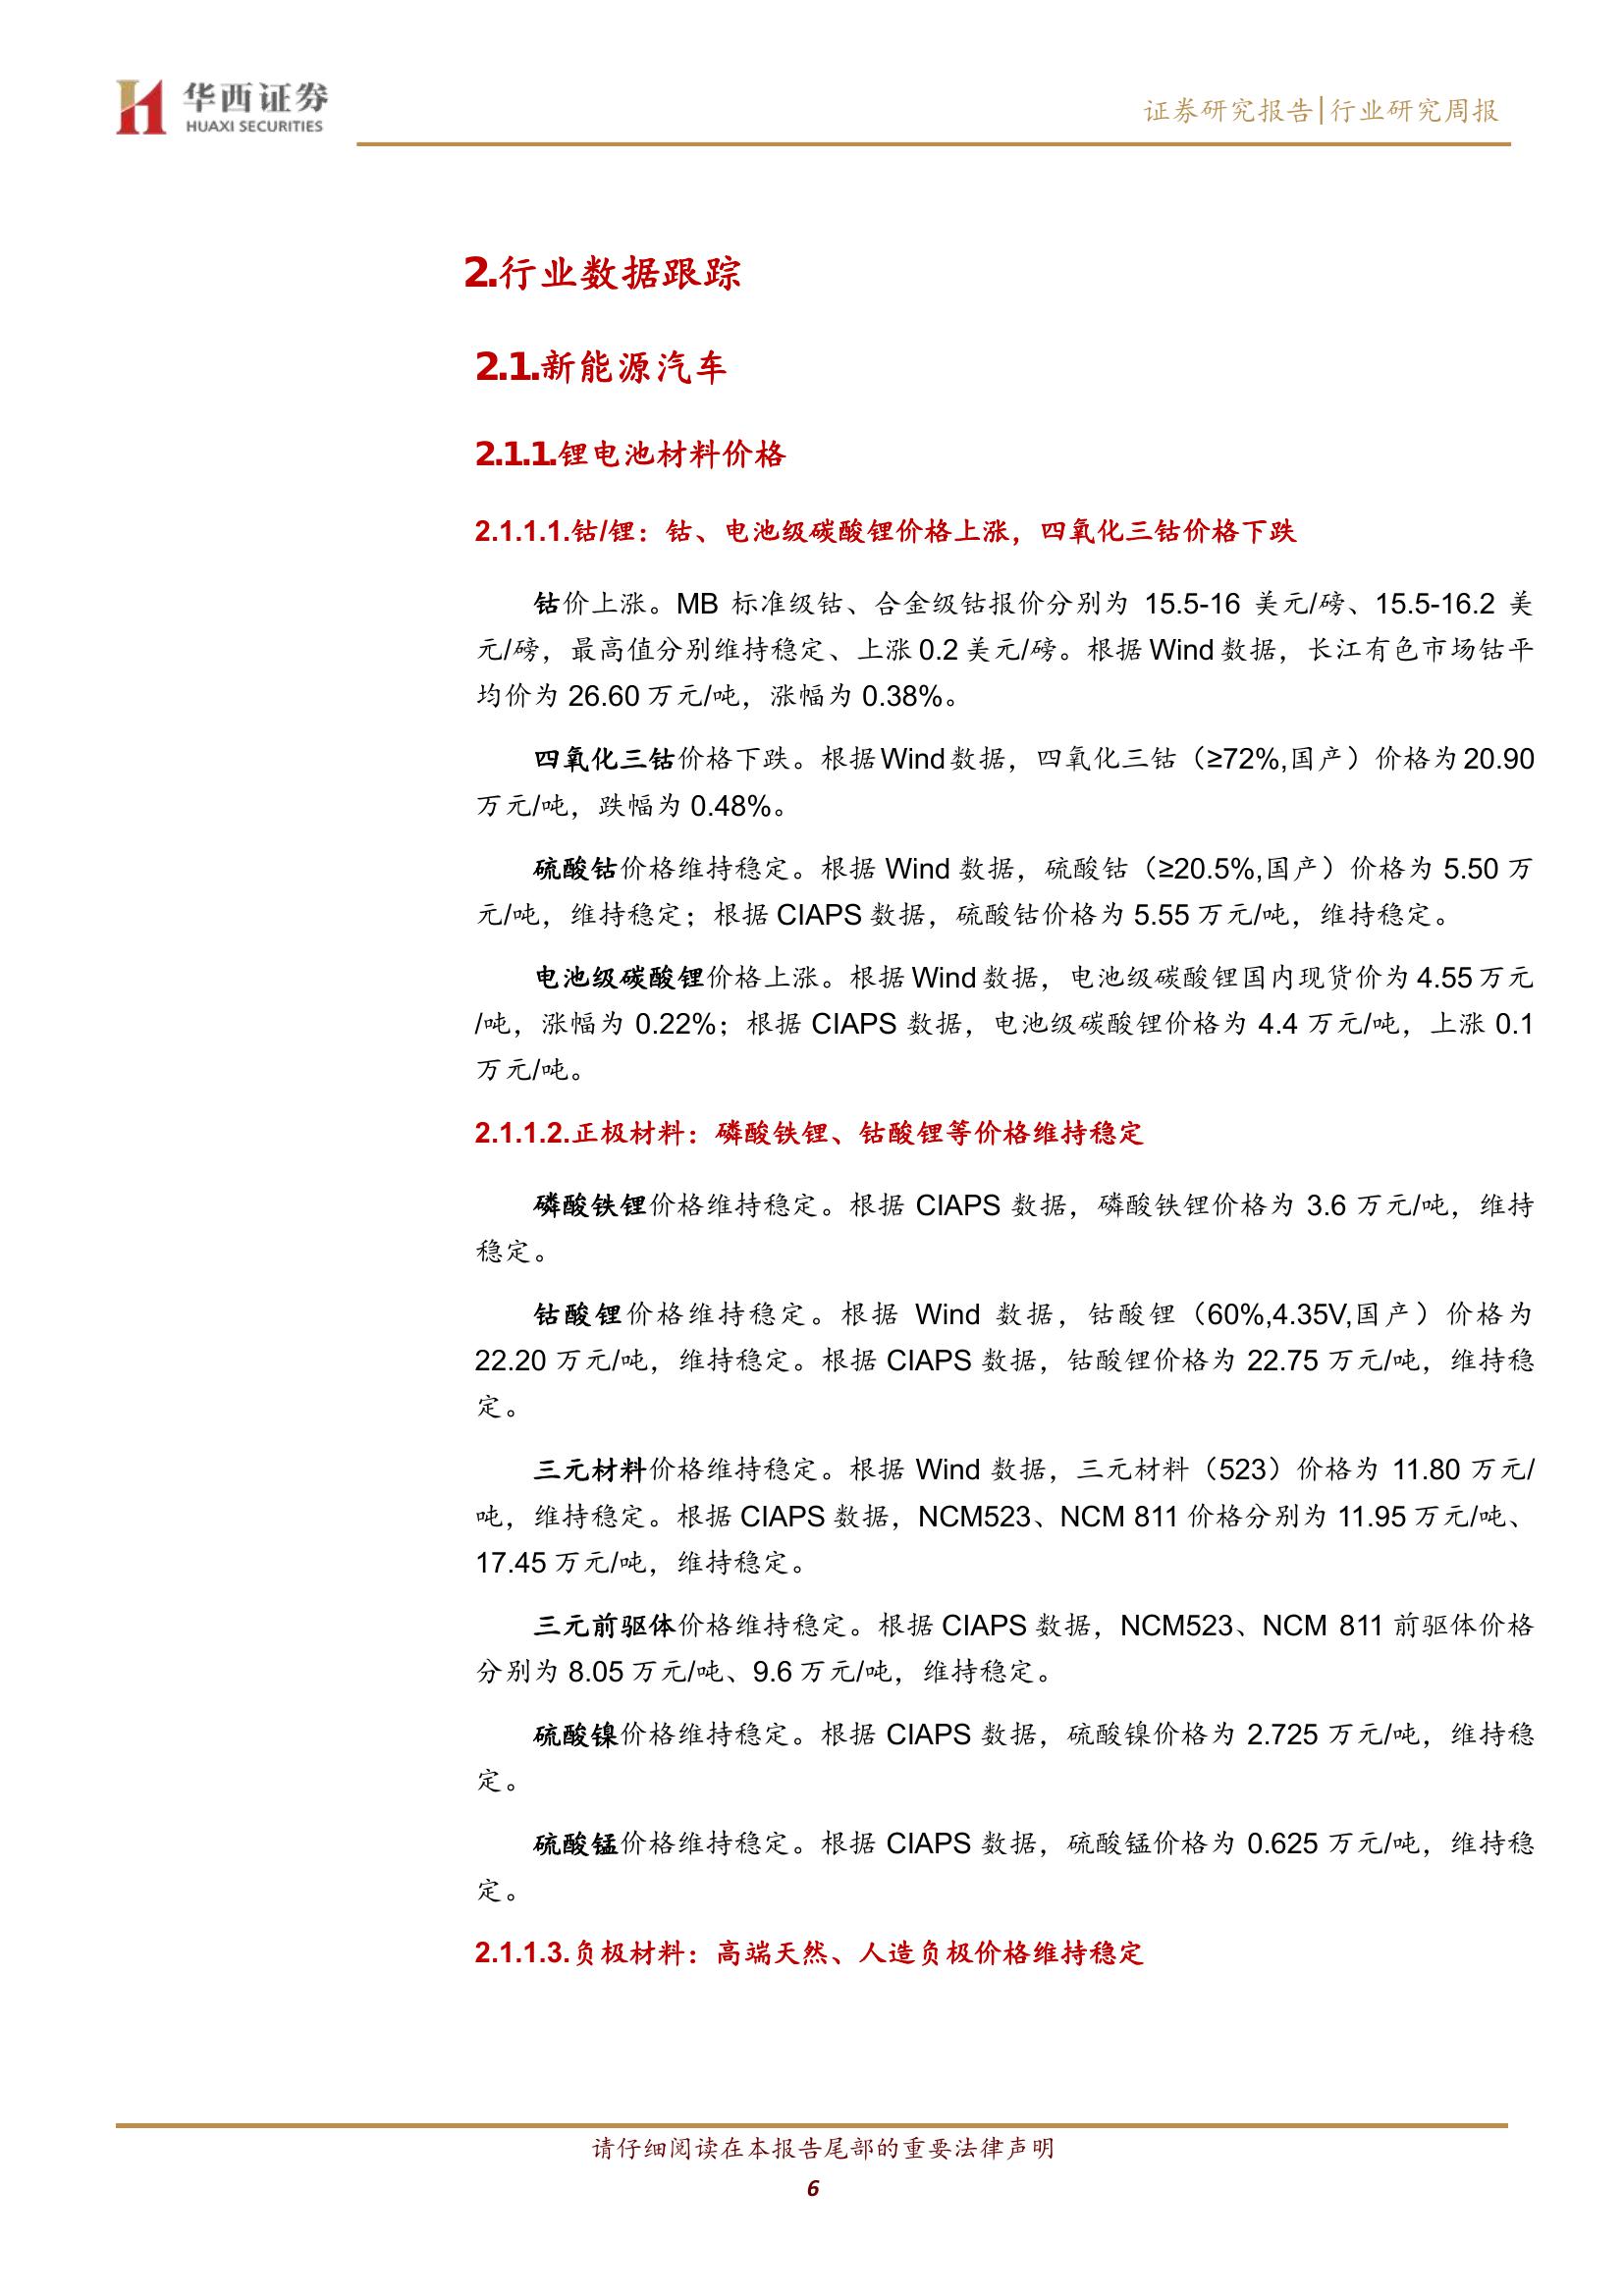 华西证券
HUAXI SECURITIES
证券研究报告|行业研究周报
2.行业数据跟踪
2.1.新能源汽车
2.1.1.锂电池材料价格
2.1.1.1.钴/锂：钴、电池级碳酸锂价格上涨，四氧化三钴价格下跌
钴价上涨。MB 标准级钴、合金级钴报价分别为 15.5-16 美元/磅、15.5-16.2 美
元/磅，最高值分别维持稳定、上涨 0.2 美元/磅。根据 Wind 数据，长江有色市场钴平
均价为 26.60 万元/吨，涨幅为 0.38%。
四氧化三钴价格下跌。根据 Wind 数据，四氧化三钴（≥72%,国产）价格为 20.90
万元/吨，跌幅为 0.48%。
硫酸钴价格维持稳定。根据 Wind 数据，硫酸钴（≥20.5%,国产）价格为 5.50 万
元/吨，维持稳定；根据 CIAPS 数据，硫酸钴价格为 5.55 万元/吨，维持稳定。
电池级碳酸锂价格上涨。根据 Wind 数据，电池级碳酸锂国内现货价为 4.55 万元
/吨，涨幅为 0.22%；根据 CIAPS 数据，电池级碳酸锂价格为 4.4 万元/吨，上涨 0.1
万元/吨。
2.1.1.2.正极材料：磷酸铁锂、钴酸锂等价格维持稳定
磷酸铁锂价格维持稳定。根据 CIAPS 数据，磷酸铁锂价格为 3.6 万元/吨，维持
稳定。
钴酸锂价格维持稳定。根据 Wind 数据，钴酸锂（60%,4.35V,国产）价格为
22.20 万元/吨，维持稳定。根据 CIAPS 数据，钴酸锂价格为 22.75 万元/吨，维持稳
定。
三元材料价格维持稳定。根据 Wind 数据，三元材料（523）价格为 11.80 万元/
吨，维持稳定。根据 CIAPS 数据，NCM523、NCM 811 价格分别为 11.95 万元/吨、
17.45 万元/吨，维持稳定。
三元前驱体价格维持稳定。根据 CIAPS 数据，NCM523、NCM 811 前驱体价格
分别为 8.05 万元/吨、9.6 万元/吨，维持稳定。
硫酸镍价格维持稳定。根据 CIAPS 数据，硫酸镍价格为 2.725 万元/吨，维持稳
定。
硫酸锰价格维持稳定。根据 CIAPS 数据，硫酸锰价格为 0.625 万元/吨，维持稳
定。
2.1.1.3.负极材料：高端天然、人造负极价格维持稳定
请仔细阅读在本报告尾部的重要法律声明
6